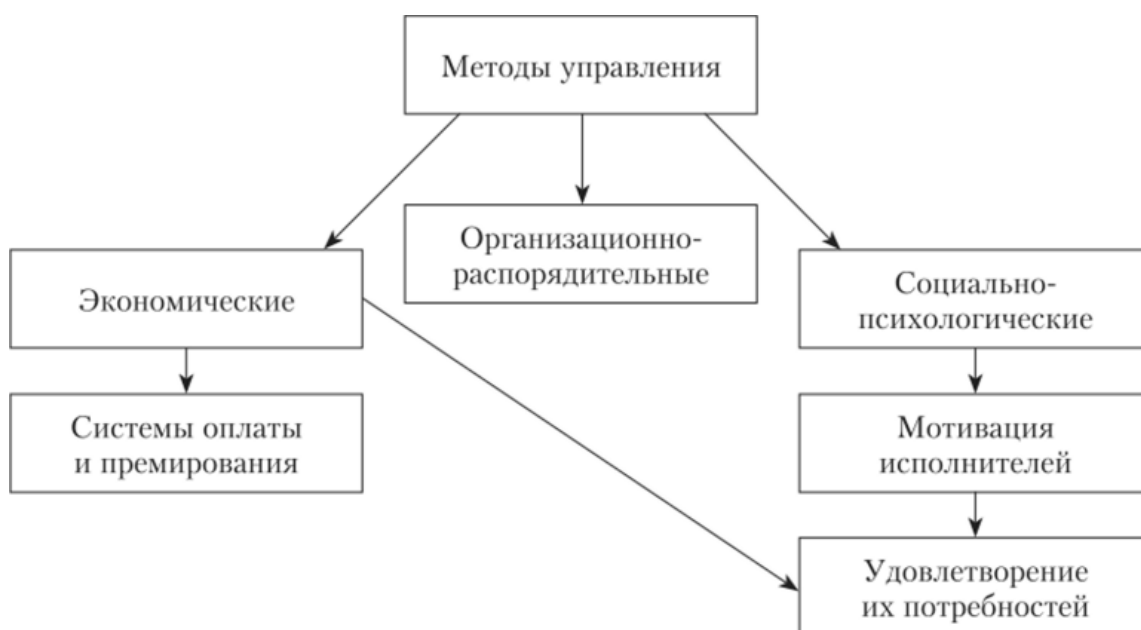 Методы управления
Организационно-
распорядительные
Экономические
Социально-
психологические
Системы оплаты
и премирования
Мотивация
исполнителей
Удовлетворение
их потребностей